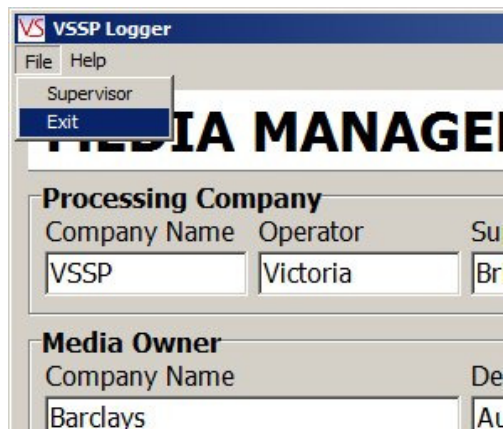 VS VSSP Logger
File Help
Supervisor
Exit
MANAGE
Processing Company
Company Name Operator Su
VSSP Victoria Br
Media Owner
Company Name De
Barclays Au